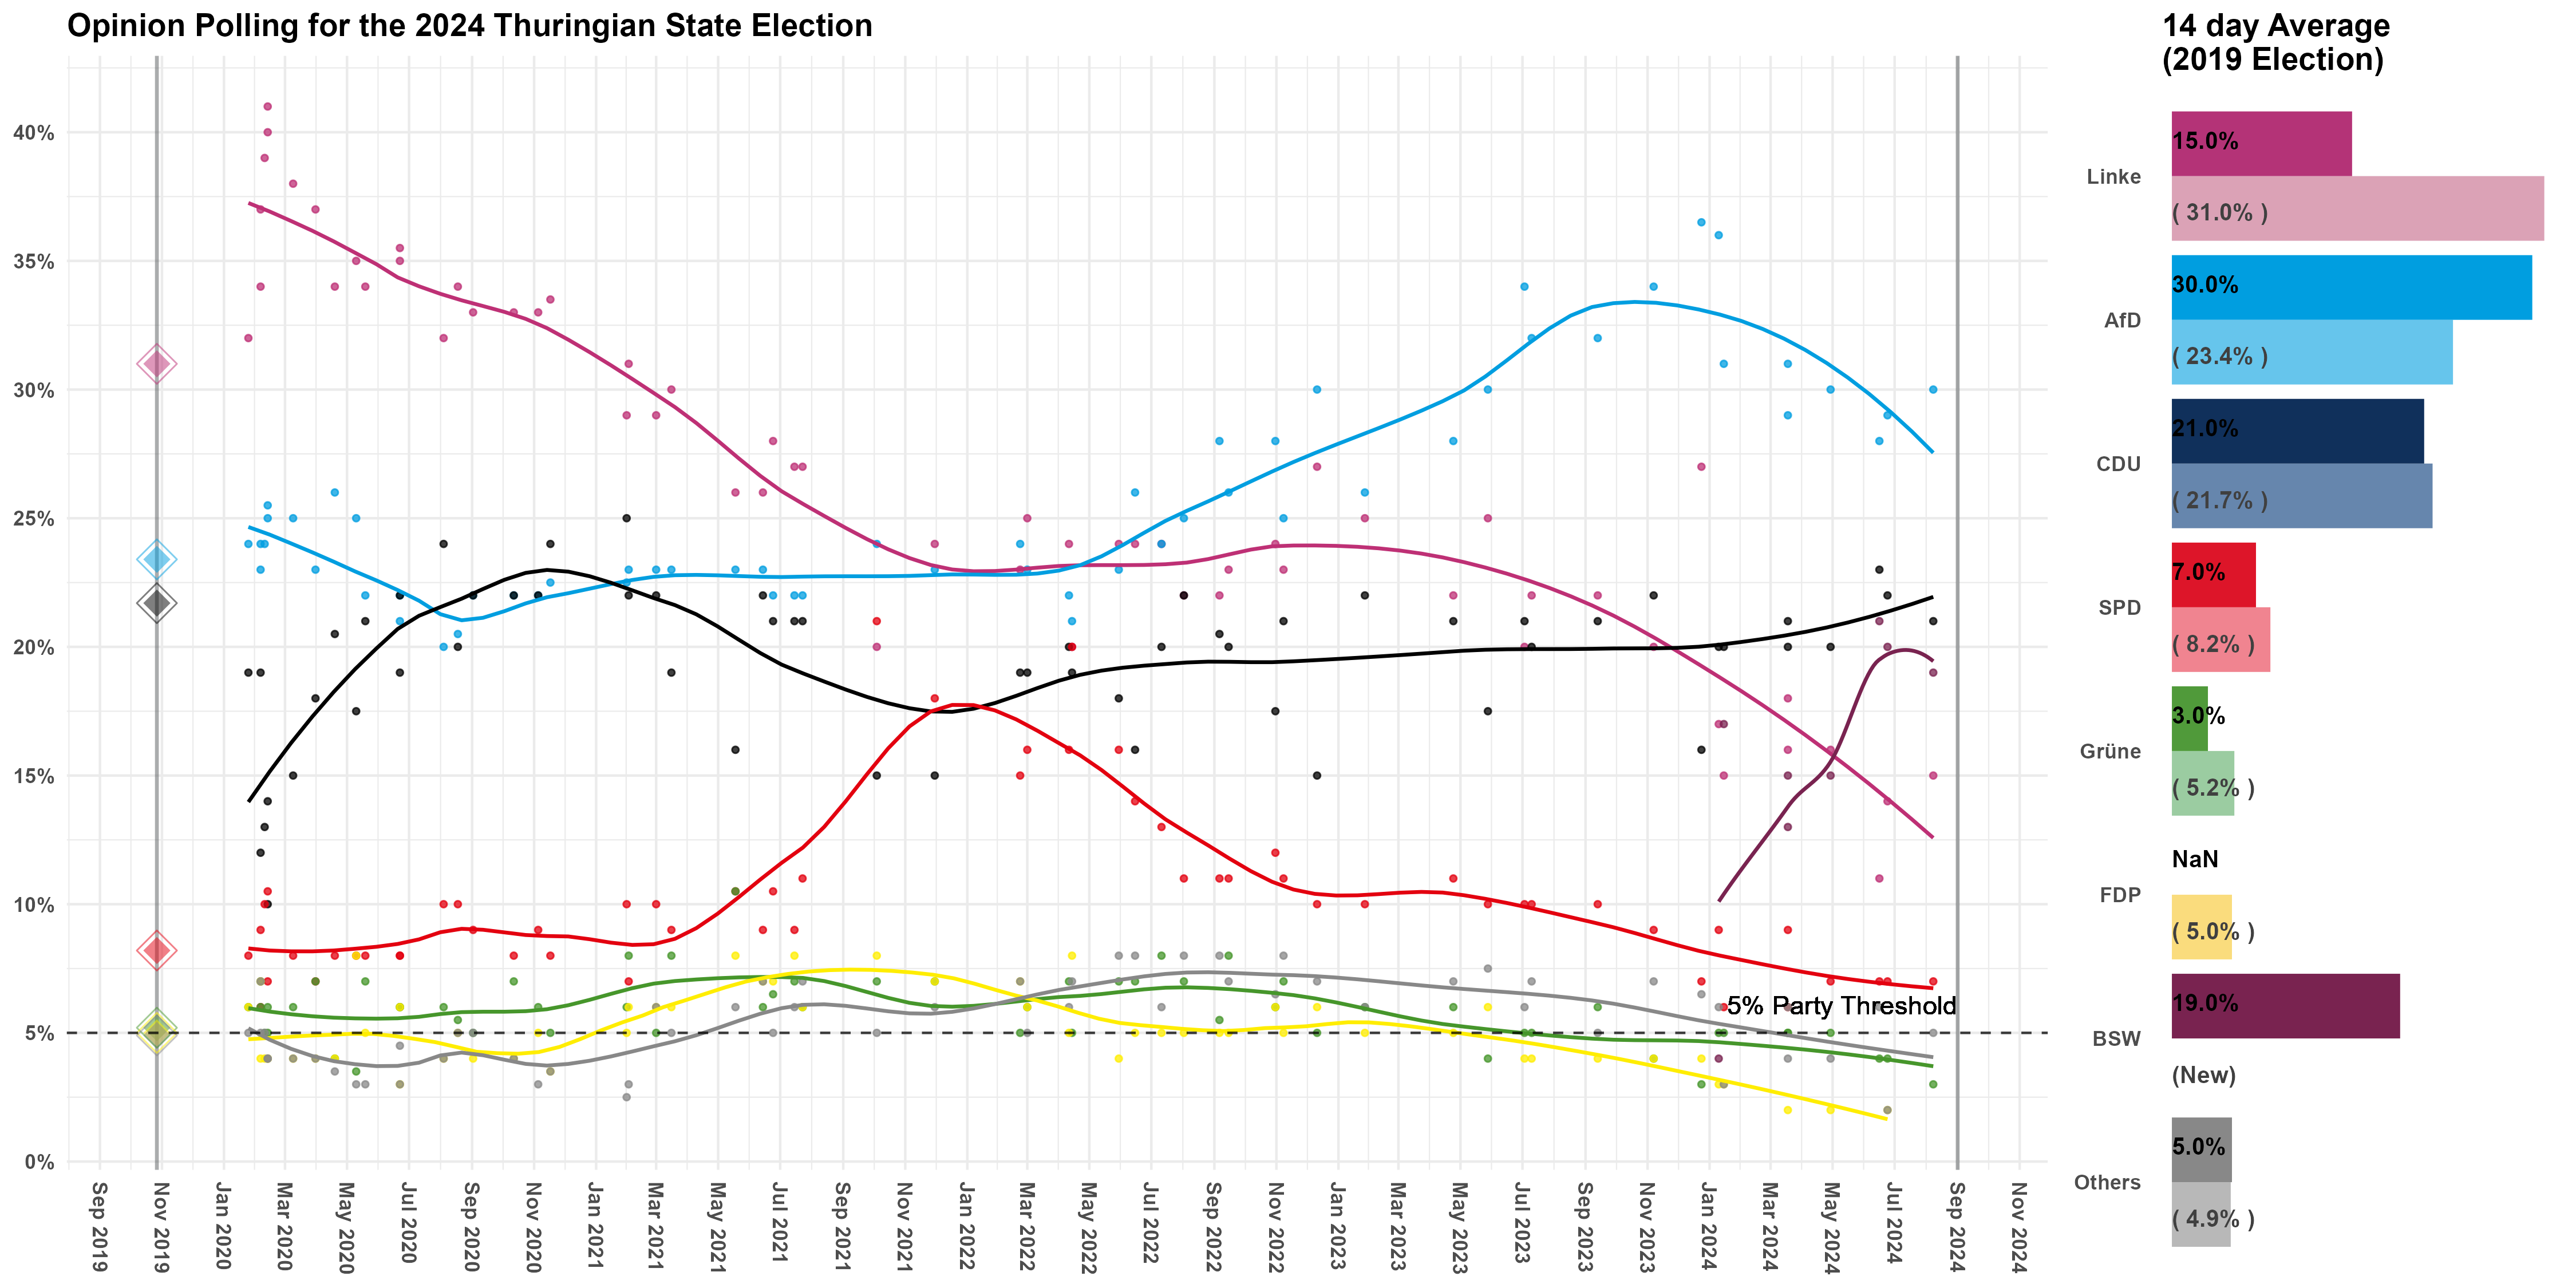 Opinion Polling for the 2024 Thuringian State Election
40%
35%
30%
25%
20%
15%
10%
5%
0%
5% Party Threshold
Sep 2019
Nov 2019
Jan 2020
Mar 2020
May 2020
Jul 2020
Sep 2020
Nov 2020
Jan 2021
Mar 2021
May 2021
Jul 2021
Sep 2021
Nov 2021
Jan 2022
Mar 2022
May 2022
Jul 2022
Sep 2022
Nov 2022
Jan 2023
Mar 2023
May 2023
Jul 2023
Sep 2023
Nov 2023
Jan 2024
Mar 2024
May 2024
Jul 2024
Sep 2024
Nov 2024
14 day Average
(2019 Election)
15.0%
Linke
( 31.0% )
30.0%
AfD
( 23.4% )
21.0%
CDU
( 21.7% )
7.0%
SPD
( 8.2% )
3.0%
Grüne
( 5.2% )
NaN
FDP
( 5.0% )
19.0%
BSW
(New)
5.0%
Others
( 4.9% )